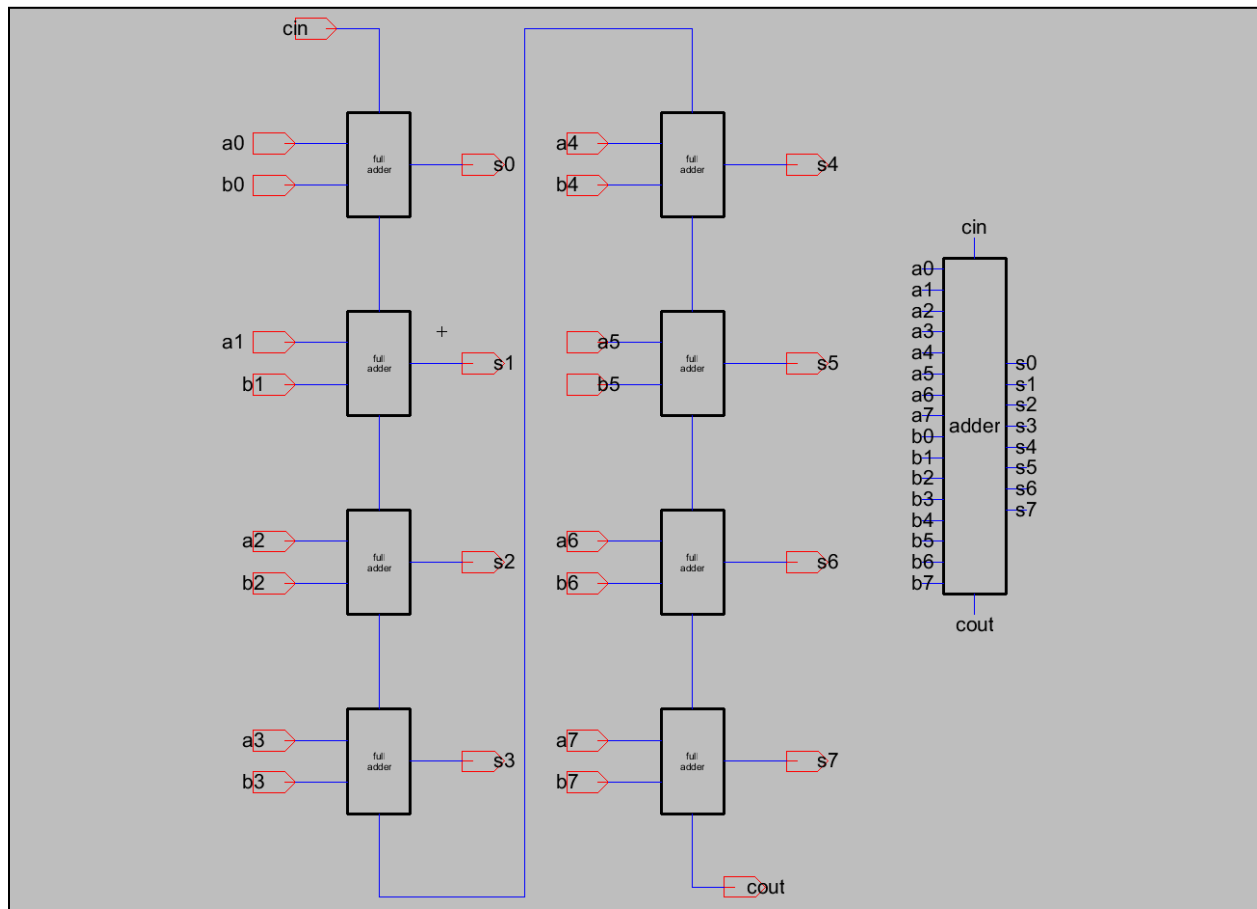 cin
a0
b0
full
adder
s0
a1
b1
full
adder
s1
a2
b2
full
adder
s2
a3
b3
full
adder
s3
a4
b4
full
adder
s4
a5
b5
full
adder
s5
a6
b6
full
adder
s6
a7
b7
full
adder
s7
cout
cin
a0
a1
a2
a3
a4
a5
a6
a7
b0
b1
b2
b3
b4
b5
b6
b7
adder
s0
s1
s2
s3
s4
s5
s6
s7
cout